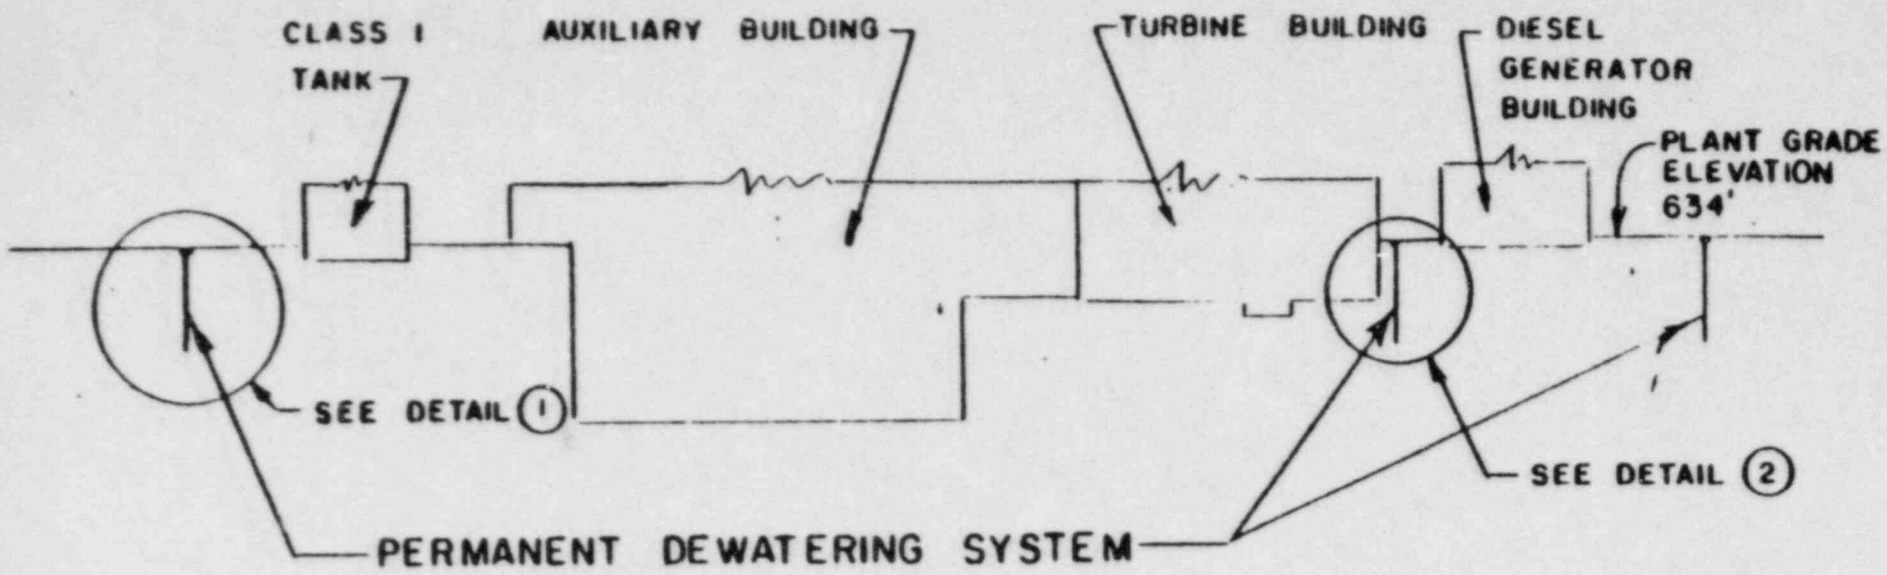 CLASS I
TANK
AUXILIARY BUILDING
TURBINE BUILDING
DIESEL
GENERATOR
BUILDING
PLANT GRADE
ELEVATION
634'
SEE DETAIL 1
SEE DETAIL 2
PERMANENT DEWATERING SYSTEM